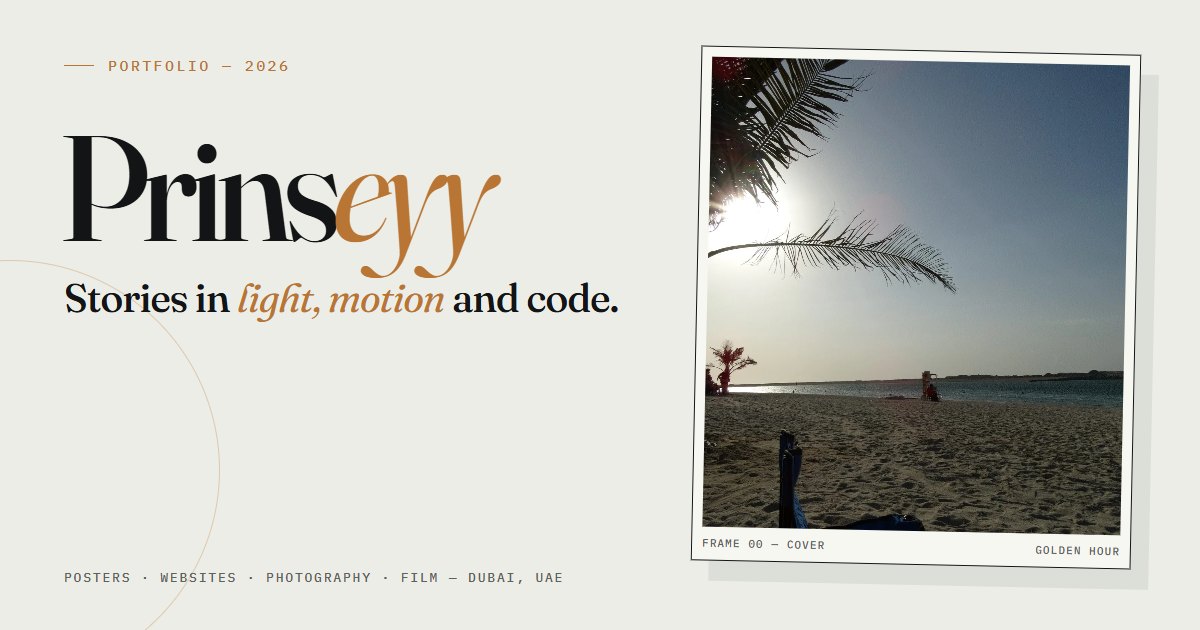 PORTFOLIO — 2026
Prinseyy
Stories in light, motion and code.
POSTERS · WEBSITES · PHOTOGRAPHY · FILM — DUBAI, UAE
FRAME 00 — COVER
GOLDEN HOUR